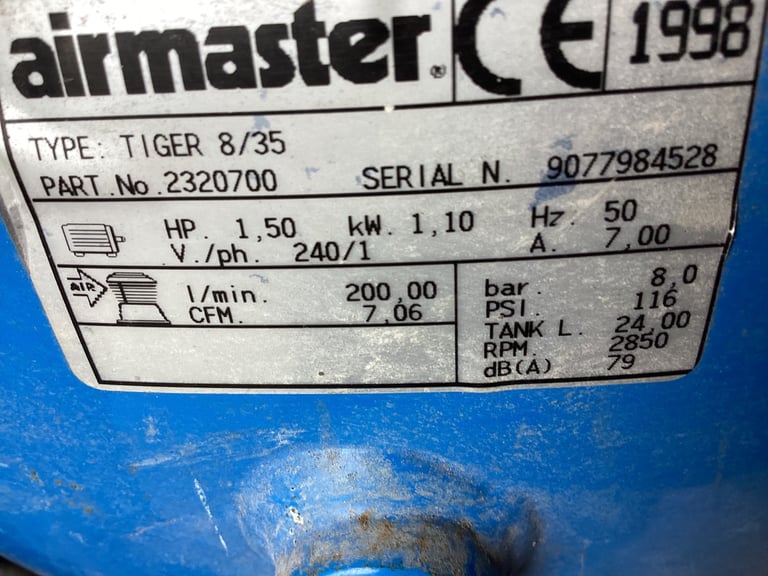 airmaster® CE 1998
TYPE: TIGER 8/35
PART.No.2320700 SERIAL N. 9077984528
HP. 1,50 kW. 1,10 Hz. 50
V./ph. 240/1 A. 7,00
AIR
l/min. 200,00
CFM. 7,06
bar. 8,0
PSI. 116
TANK L. 24,00
RPM. 2850
dB(A) 79